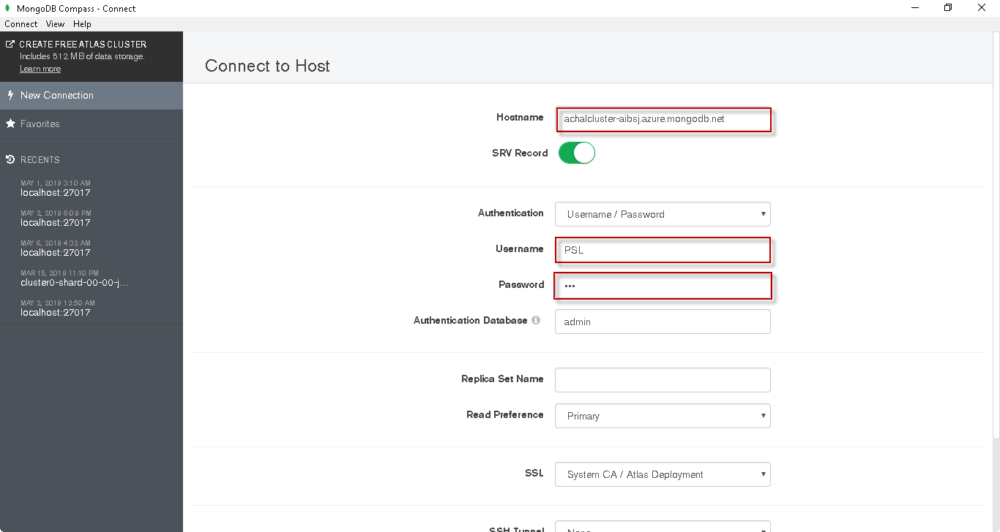 MongoDB Compass - Connect
Connect View Help
CREATE FREE ATLAS CLUSTER
Includes 512 MB of data storage.
Learn more
New Connection
Favorites
RECENTS
MAY 1, 2019 3:10 AM
localhost:27017
MAY 2, 2019 8:09 PM
localhost:27017
MAY 6, 2019 4:32 AM
localhost:27017
MAR 15, 2019 11:10 PM
cluster0-shard-00-00-j...
MAY 2, 2019 12:50 AM
localhost:27017
Connect to Host
Hostname achalcluster-aibsj.azure.mongodb.net
SRV Record
Authentication Username / Password
Username PSL
Password •••
Authentication Database admin
Replica Set Name
Read Preference Primary
SSL System CA / Atlas Deployment
SSH Tunnel None